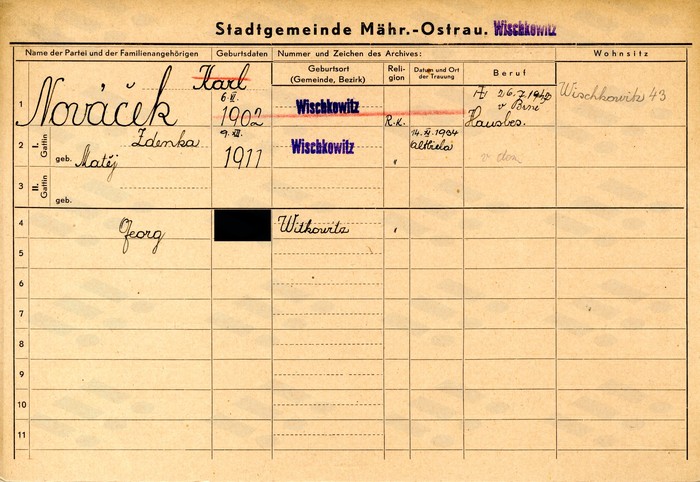 Stadtgemeinde Mähr.-Ostrau. Wischkowitz
Name der Partei und der Familienangehörigen Geburtsdaten Nummer und Zeichen des Archives: Wohnsitz
Geburtsort (Gemeinde, Bezirk) Religion Datum und Ort der Trauung Beruf
1 Nováček Karl 6. 1902 Wischkowitz R.k. 26.7. v Brně Hausbes. Wischkowitz 43
2 I. Gattin Zdenka
geb. Matěj 9. 1911 Wischkowitz " 14. 1934
3 II. Gattin
geb.
4 Georg Witkowitz "
5
6
7
8
9
10
11